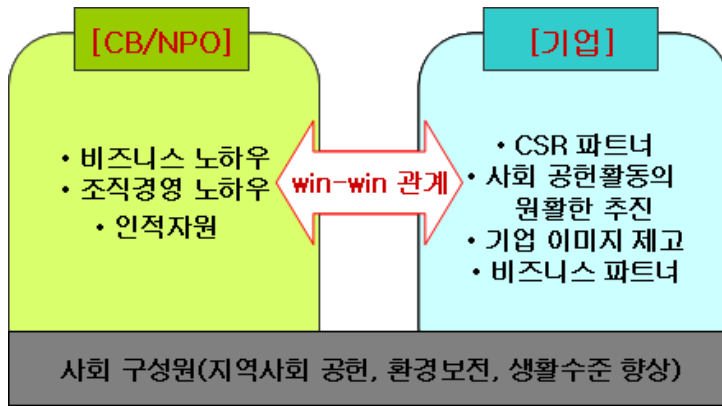 [CB/NPO]
• 비즈니스 노하우
• 조직경영 노하우
• 인적자원
win-win 관계
[기업]
• CSR 파트너
• 사회 공헌활동의
원활한 추진
• 기업 이미지 제고
• 비즈니스 파트너
사회 구성원(지역사회 공헌, 환경보전, 생활수준 향상)